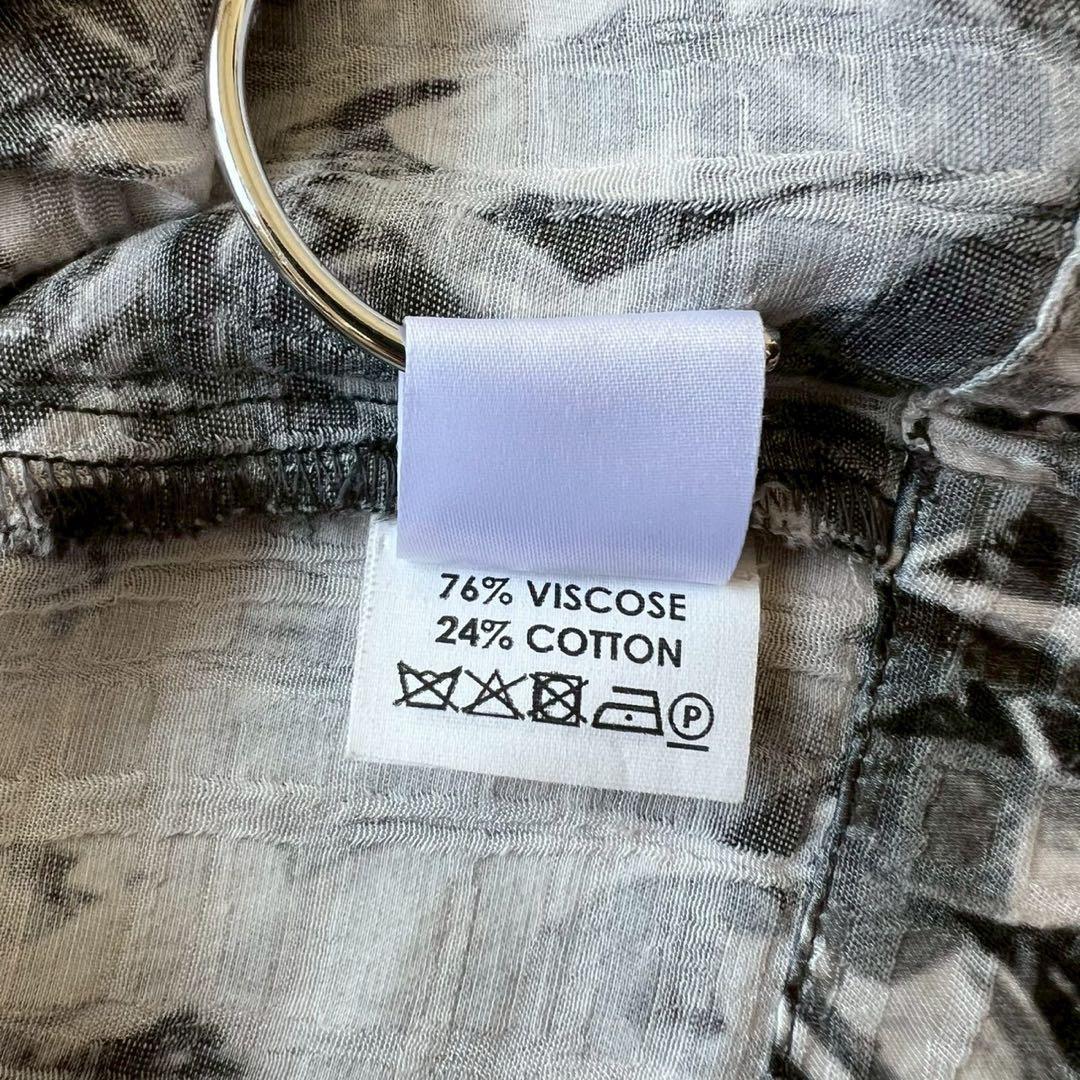 76% VISCOSE
24% COTTON
P